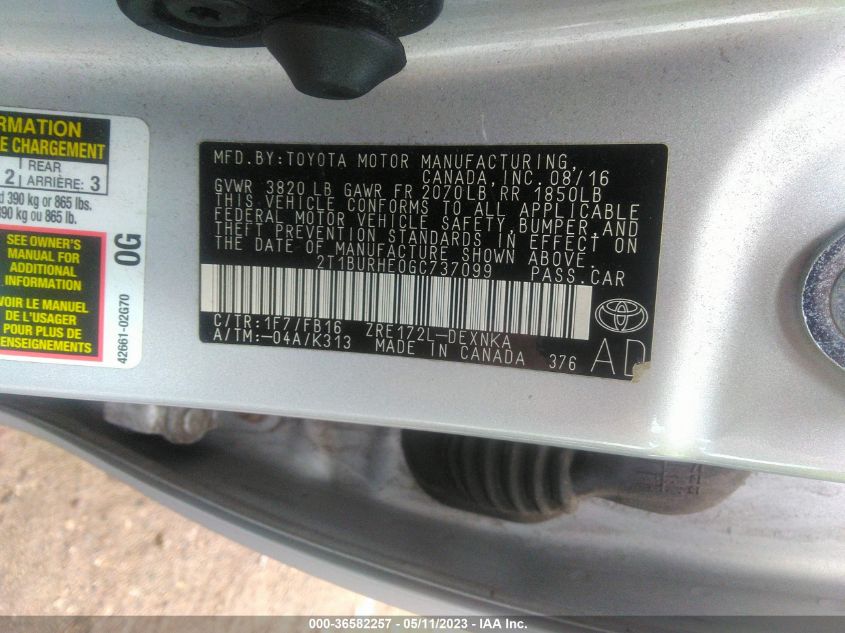 RMATION
E CHARGEMENT
2 REAR
ARRIÈRE: 3
d 390 kg or 865 lbs.
390 kg ou 865 lb.
SEE OWNER'S
MANUAL FOR
ADDITIONAL
INFORMATION
VOIR LE MANUEL
DE L'USAGER
POUR PLUS DE
RENSEIGNEMENTS
0G
42661-02G70
MFD.BY:TOYOTA MOTOR MANUFACTURING,
CANADA,INC. 08/16
GVWR 3820 LB GAWR FR 2070LB RR 1850LB
THIS VEHICLE CONFORMS TO ALL APPLICABLE
FEDERAL MOTOR VEHICLE SAFETY,BUMPER,AND
THEFT PREVENTION STANDARDS IN EFFECT ON
THE DATE OF MANUFACTURE SHOWN ABOVE.
2T1BURHE0GC737099 PASS.CAR
C/TR:1F7/FB16 ZRE172L-DEXNKA
A/TM:-04A/K313 MADE IN CANADA 376
AD
000-36582257 - 05/11/2023 - IAA Inc.